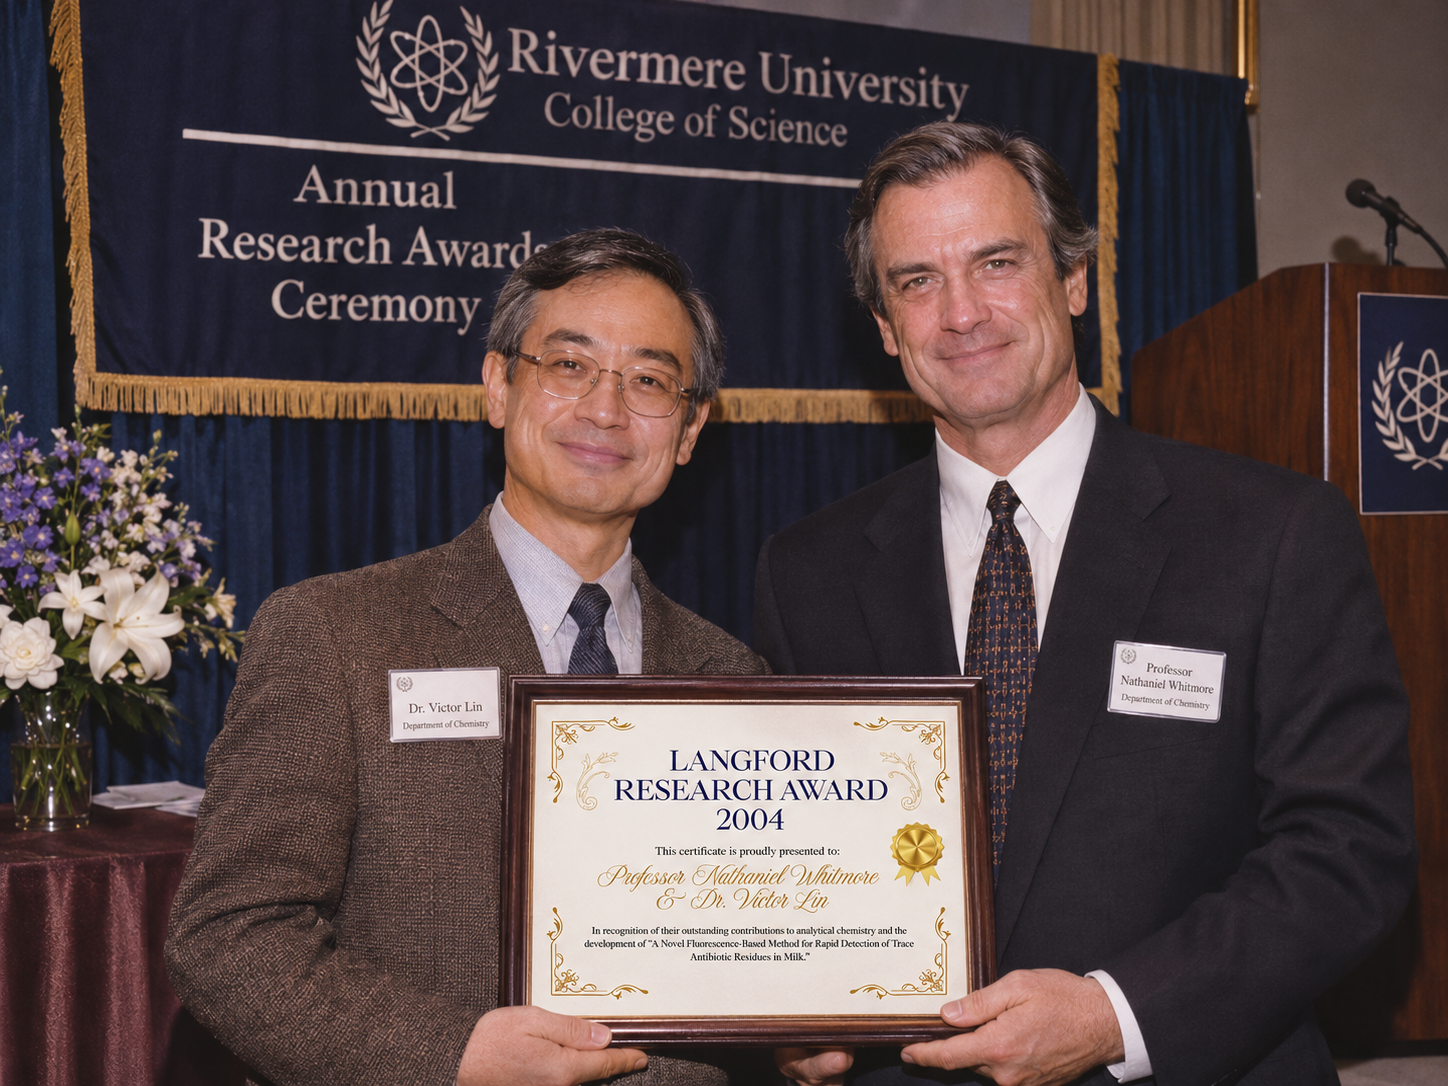 Rivermere University
College of Science
Annual
Research Awards
Ceremony
Dr. Victor Lin
Department of Chemistry
Professor
Nathaniel Whitmore
Department of Chemistry
LANGFORD
RESEARCH AWARD
2004
This certificate is proudly presented to:
Professor Nathaniel Whitmore
& Dr. Victor Lin
In recognition of their outstanding contributions to analytical chemistry and the
development of "A Novel Fluorescence-Based Method for Rapid Detection of Trace
Antibiotic Residues in Milk."